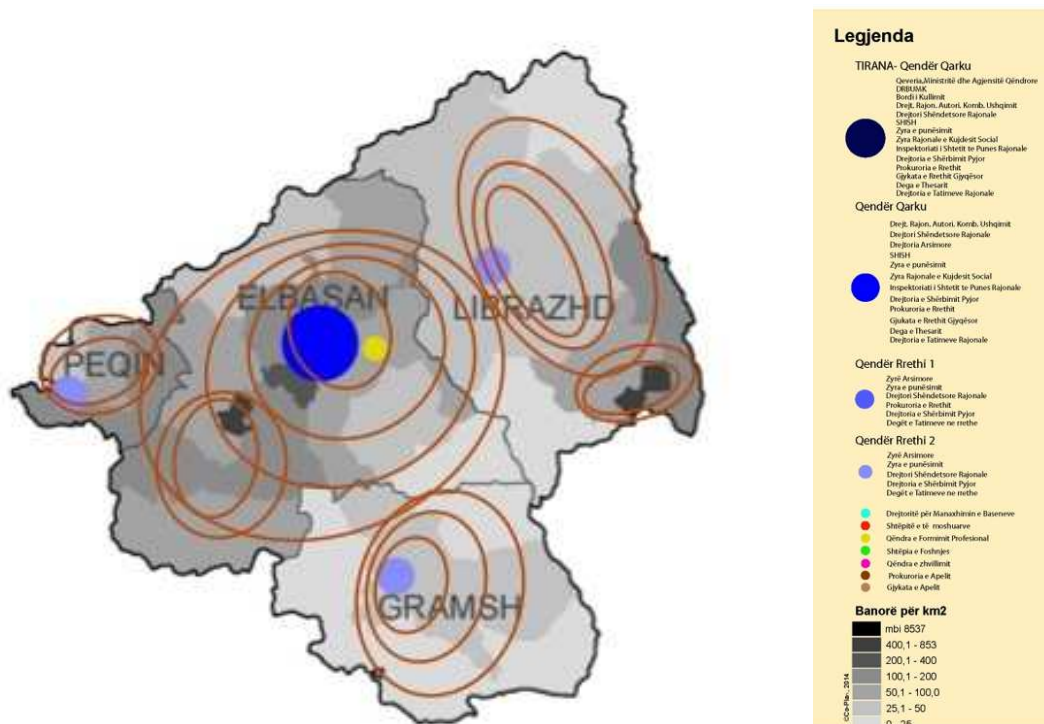 ELBASAN
LIBRAZHD
PEQIN
GRAMSH
Legjenda
TIRANA- Qendër Qarku
Qeveria,Ministritë dhe Agjensitë Qëndrore
DRBUMK
Bordi i Kullimit
Drejt. Rajon. Autori. Komb. Ushqimit
Drejtori Shëndetsore Rajonale
SHISH
Zyra e punësimit
Zyra Rajonale e Kujdesit Social
Inspektoriati i Shtetit te Punes Rajonale
Drejtoria e Shërbimit Pyjor
Prokuroria e Rrethit
Gjykata e Rrethit Gjyqësor
Dega e Thesarit
Drejtoria e Tatimeve Rajonale
Qendër Qarku
Drejt. Rajon. Autori. Komb. Ushqimit
Drejtori Shëndetsore Rajonale
Drejtoria Arsimore
SHISH
Zyra e punësimit
Zyra Rajonale e Kujdesit Social
Inspektoriati i Shtetit te Punes Rajonale
Drejtoria e Shërbimit Pyjor
Prokuroria e Rrethit
Gjukata e Rrethit Gjyqësor
Dega e Thesarit
Drejtoria e Tatimeve Rajonale
Qendër Rrethi 1
Zyrë Arsimore
Zyra e punësimit
Drejtori Shëndetsore Rajonale
Prokuroria e Rrethit
Drejtoria e Shërbimit Pyjor
Degët e Tatimeve ne rrethe
Qendër Rrethi 2
Zyrë Arsimore
Zyra e punësimit
Drejtori Shëndetsore Rajonale
Drejtoria e Shërbimit Pyjor
Degët e Tatimeve ne rrethe
Drejtoritë për Manaxhimin e Baseneve
Shtëpitë e të moshuarve
Qëndra e Formimit Profesional
Shtëpia e Foshnjes
Qëndra e zhvillimit
Prokuroria e Apelit
Gjykata e Apelit
Banorë për km2
mbi 8537
400,1 - 853
200,1 - 400
100,1 - 200
50,1 - 100,0
25,1 - 50
0 - 25
2014